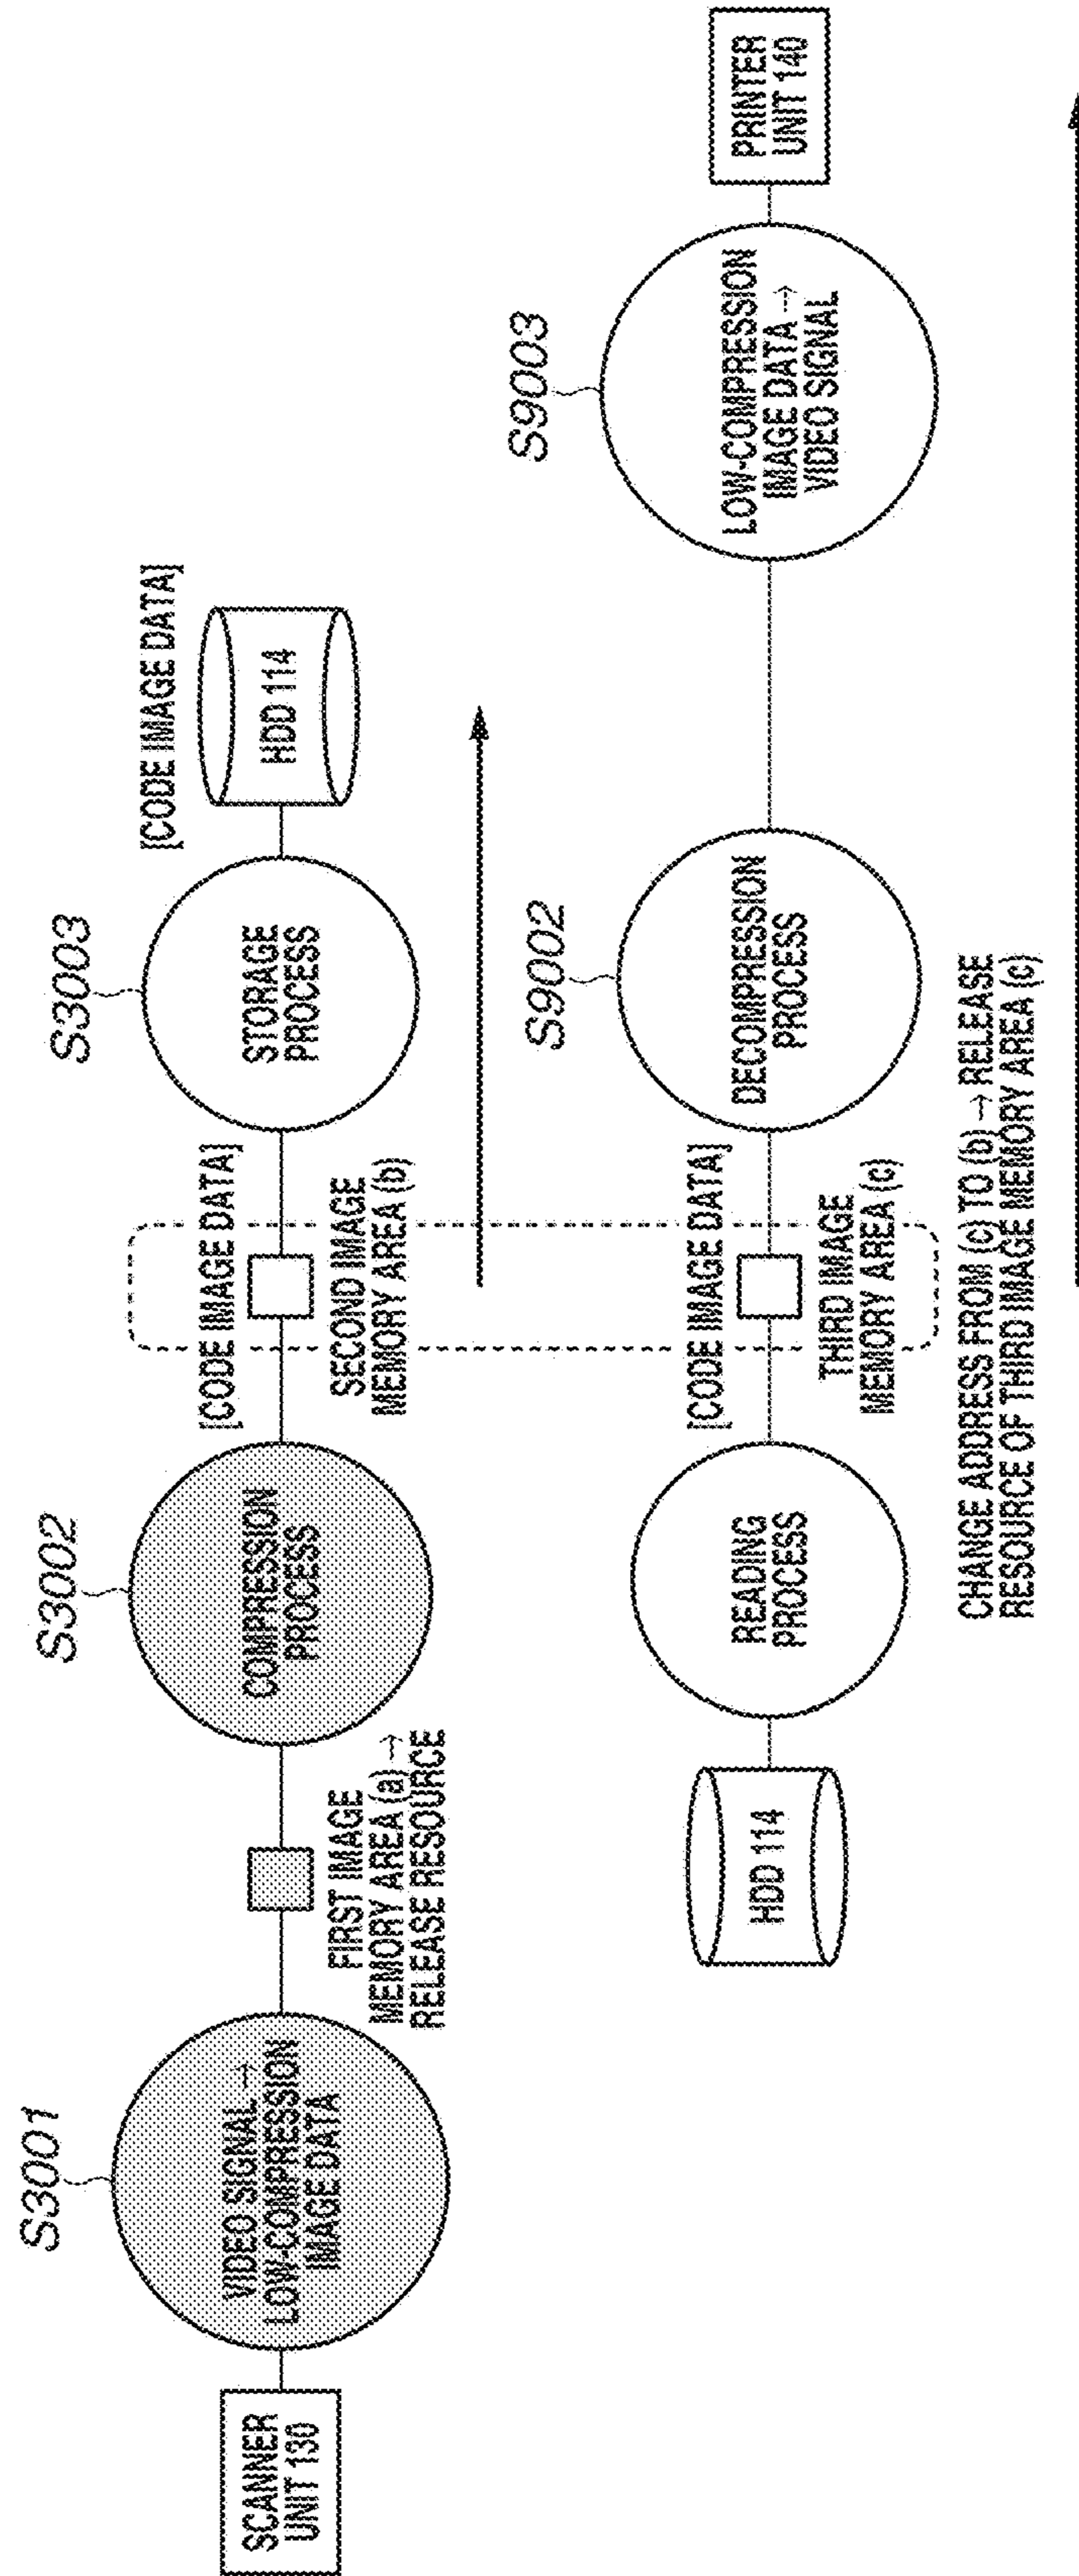 S3001
S3002
S3003
SCANNER
UNIT 130
VIDEO SIGNAL →
LOW-COMPRESSION
IMAGE DATA
FIRST IMAGE
MEMORY AREA (a) →
RELEASE RESOURCE
COMPRESSION
PROCESS
[CODE IMAGE DATA]
SECOND IMAGE
MEMORY AREA (b)
STORAGE
PROCESS
[CODE IMAGE DATA]
HDD 114
S9002
S9003
HDD 114
READING
PROCESS
[CODE IMAGE DATA]
THIRD IMAGE
MEMORY AREA (c)
DECOMPRESSION
PROCESS
LOW-COMPRESSION
IMAGE DATA →
VIDEO SIGNAL
PRINTER
UNIT 140
CHANGE ADDRESS FROM (c) TO (b) → RELEASE
RESOURCE OF THIRD IMAGE MEMORY AREA (c)